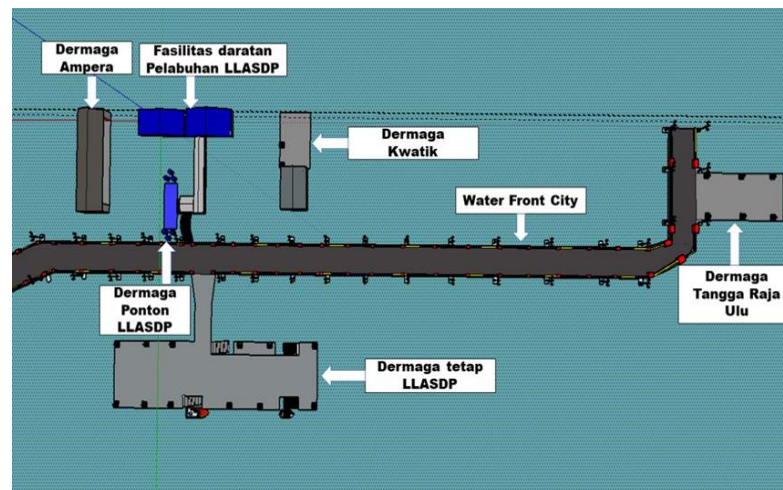 Dermaga
Ampera
Fasilitas daratan
Pelabuhan LLASDP
Dermaga
Kwatik
Water Front City
Dermaga
Ponton
LLASDP
Dermaga
Tangga Raja
Ulu
Dermaga tetap
LLASDP